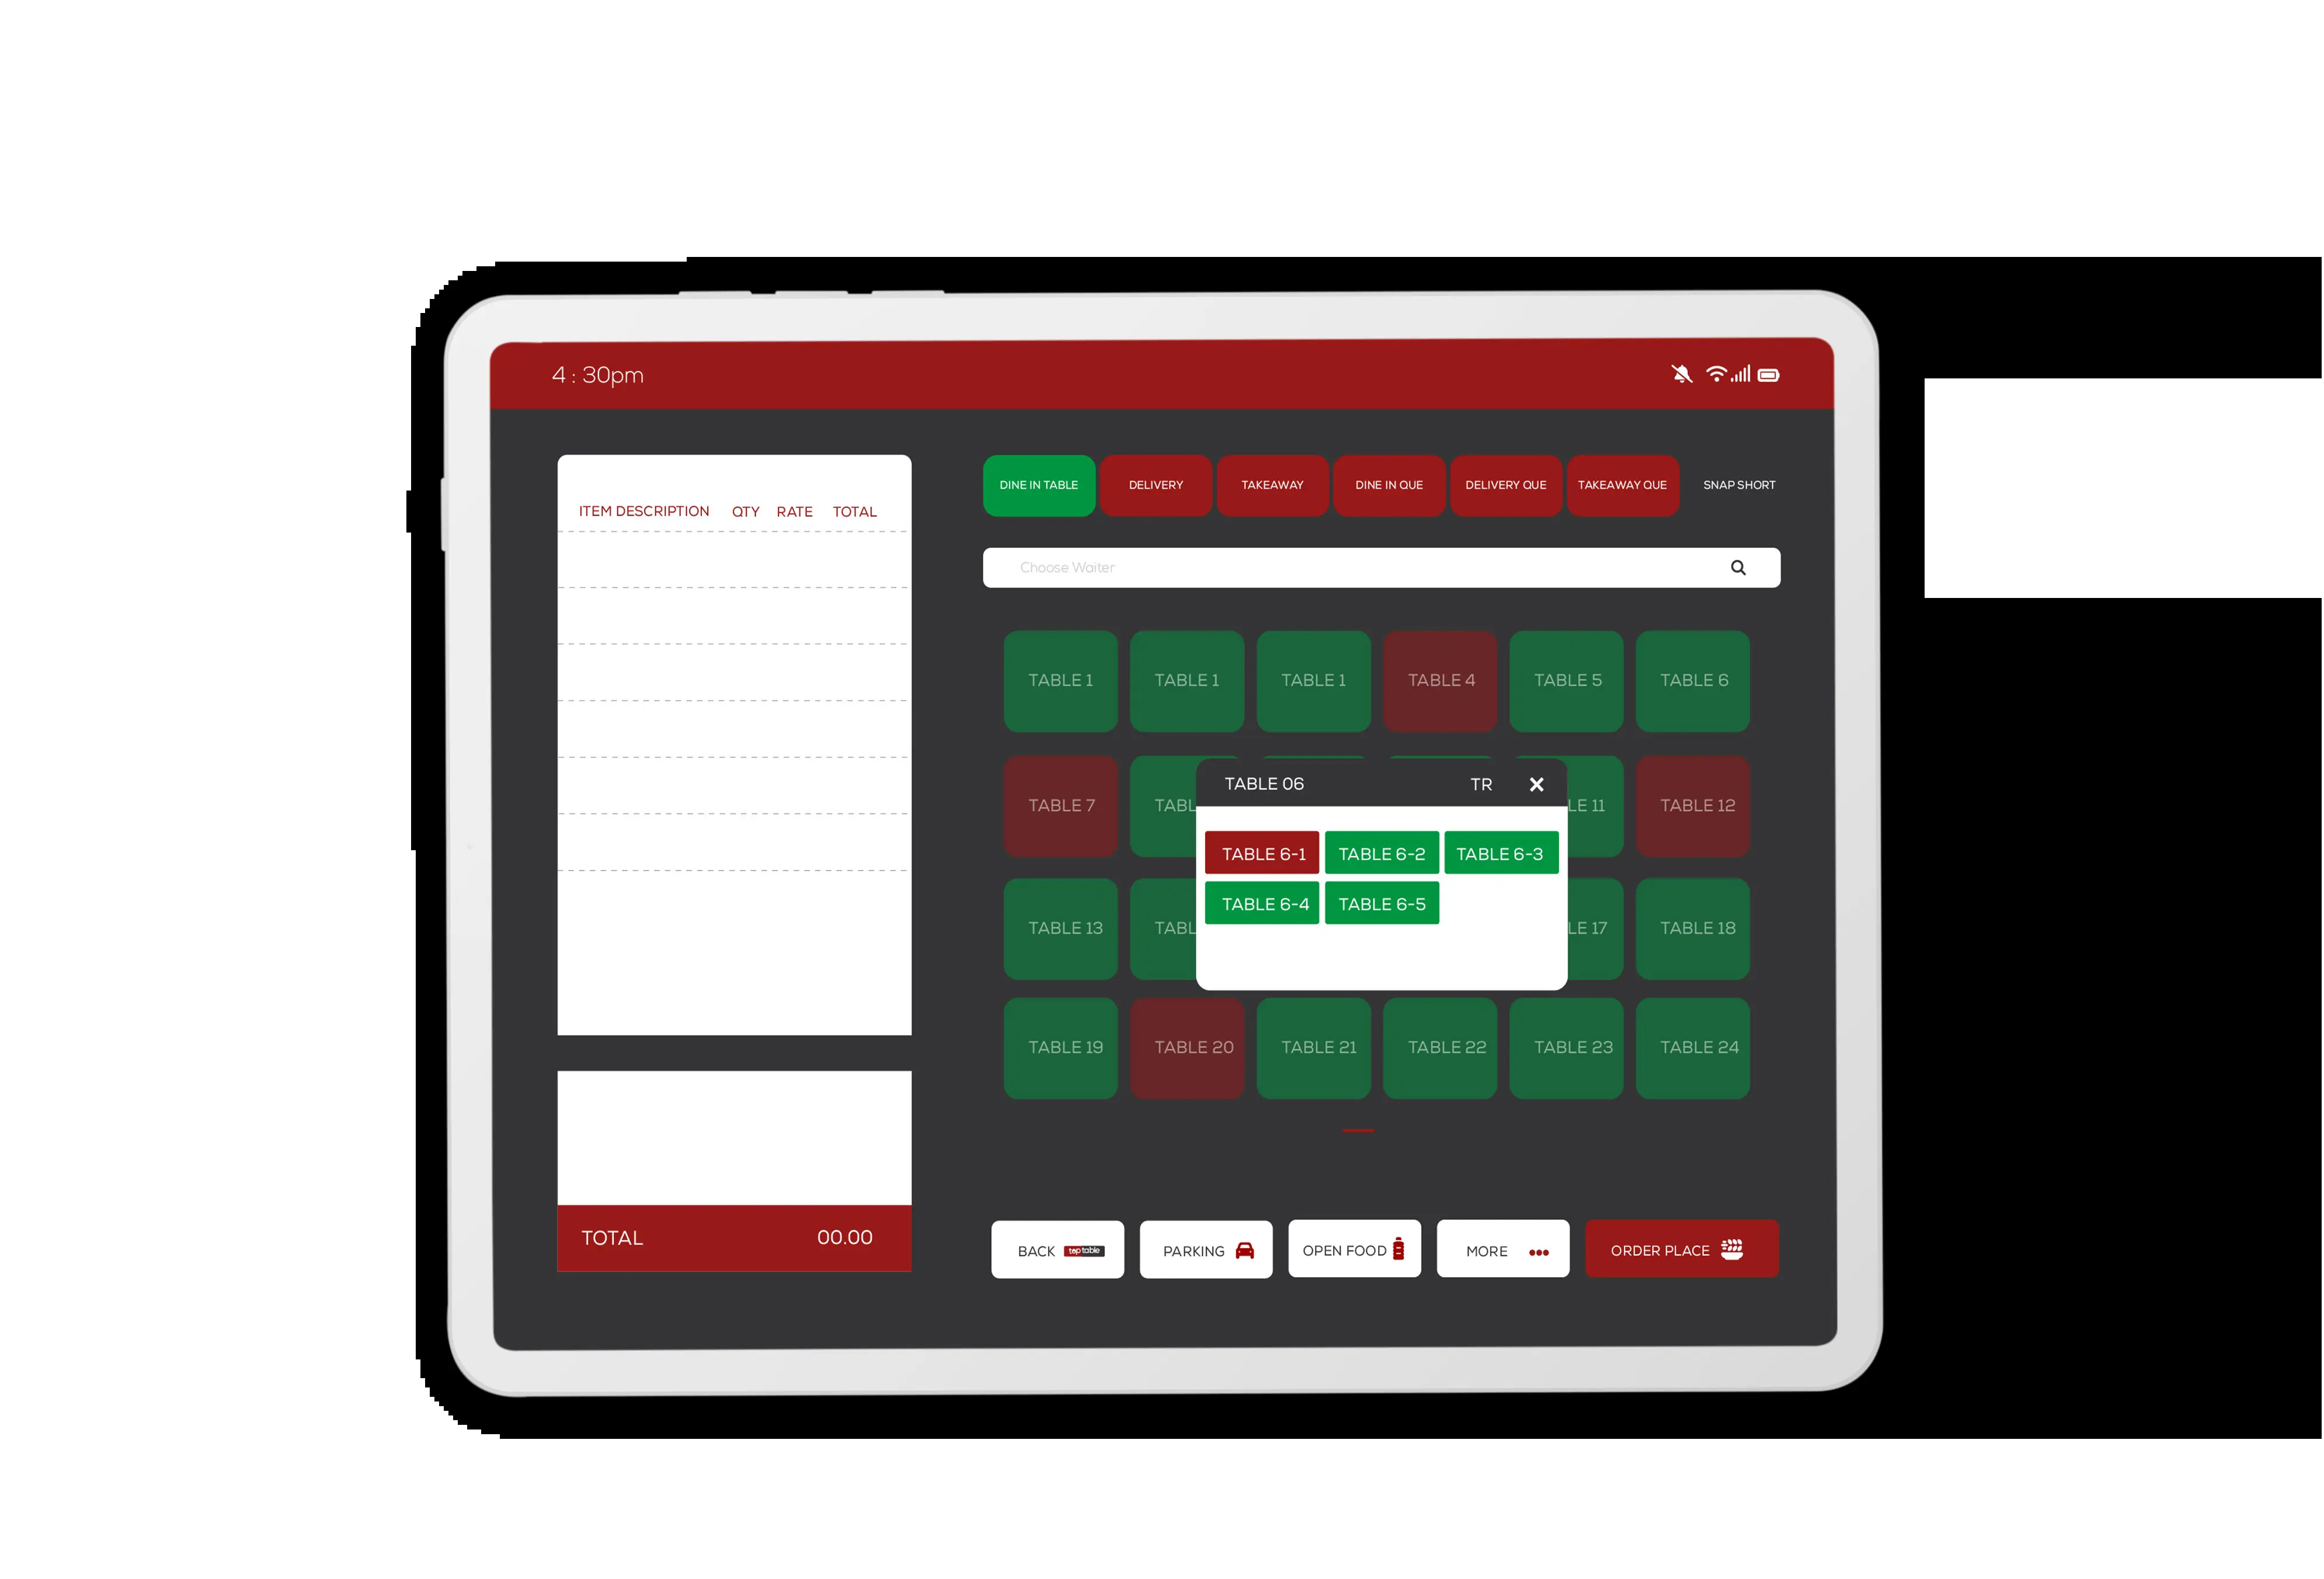 4 : 30pm
ITEM DESCRIPTION QTY RATE TOTAL
TOTAL 00.00
DINE IN TABLE DELIVERY TAKEAWAY DINE IN QUE DELIVERY QUE TAKEAWAY QUE SNAP SHORT
Choose Waiter
TABLE 1 TABLE 1 TABLE 1 TABLE 4 TABLE 5 TABLE 6
TABLE 7 TABL LE 11 TABLE 12
TABLE 06 TR
TABLE 6-1 TABLE 6-2 TABLE 6-3
TABLE 6-4 TABLE 6-5
TABLE 13 TABL LE 17 TABLE 18
TABLE 19 TABLE 20 TABLE 21 TABLE 22 TABLE 23 TABLE 24
BACK taptable PARKING OPEN FOOD MORE ORDER PLACE